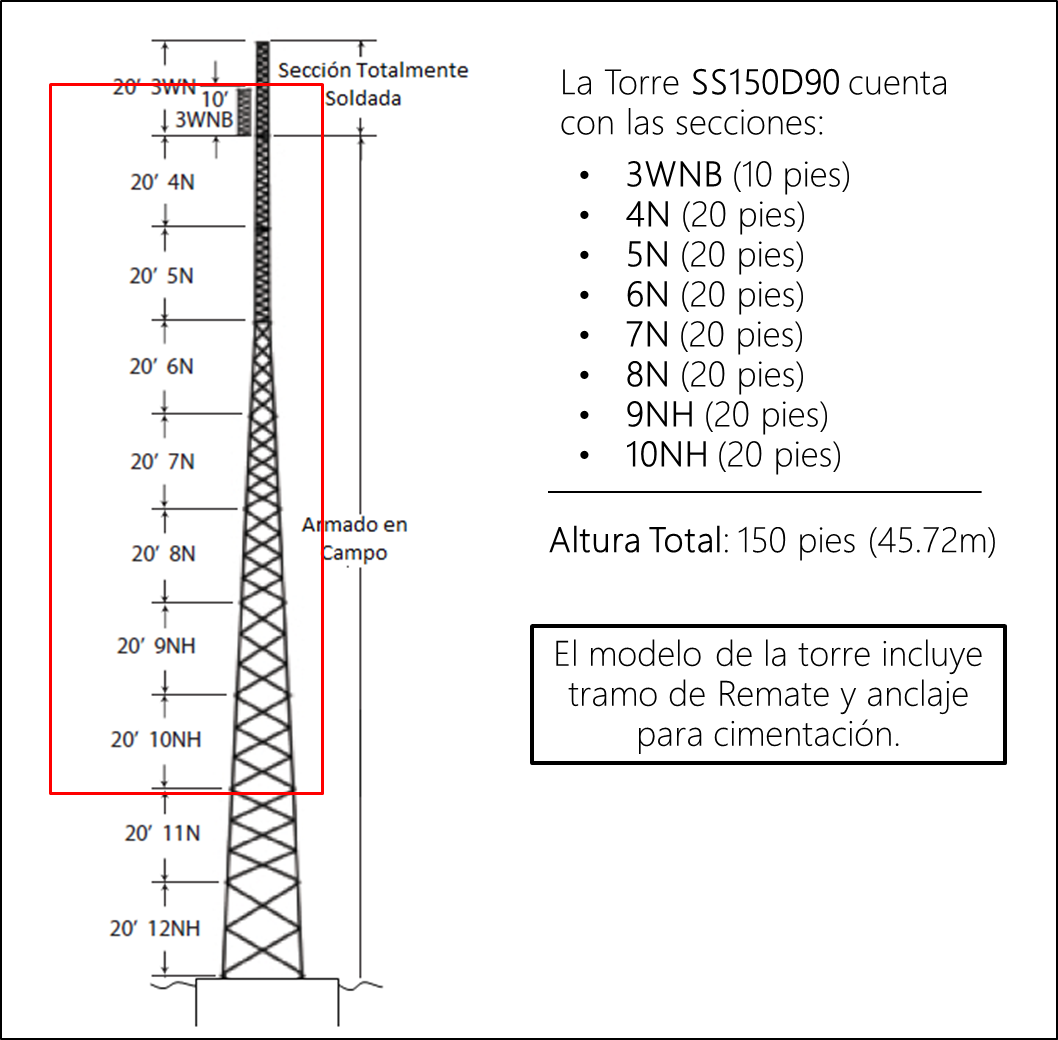 20’ 3WN
10’
3WNB
Sección Totalmente
Soldada
20’ 4N
20’ 5N
20’ 6N
20’ 7N
20’ 8N
Armado en
Campo
20’ 9NH
20’ 10NH
20’ 11N
20’ 12NH
La Torre SS150D90 cuenta
con las secciones:
• 3WNB (10 pies)
• 4N (20 pies)
• 5N (20 pies)
• 6N (20 pies)
• 7N (20 pies)
• 8N (20 pies)
• 9NH (20 pies)
• 10NH (20 pies)
Altura Total: 150 pies (45.72m)
El modelo de la torre incluye
tramo de Remate y anclaje
para cimentación.